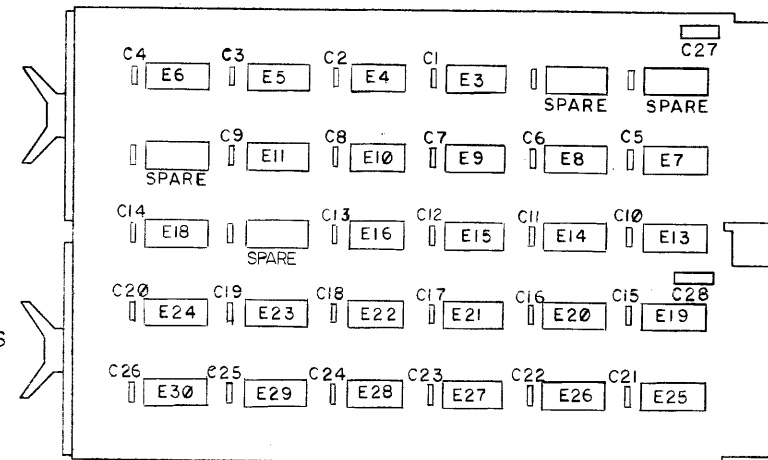 C27
C4 C3 C2 C1
E6 E5 E4 E3
SPARE SPARE
C9 C8 C7 C6 C5
E11 E10 E9 E8 E7
SPARE
C14 C13 C12 C11 C10
E18 E16 E15 E14 E13
SPARE
C28
C20 C19 C18 C17 C16 C15
E24 E23 E22 E21 E20 E19
S
C26 C25 C24 C23 C22 C21
E30 E29 E28 E27 E26 E25